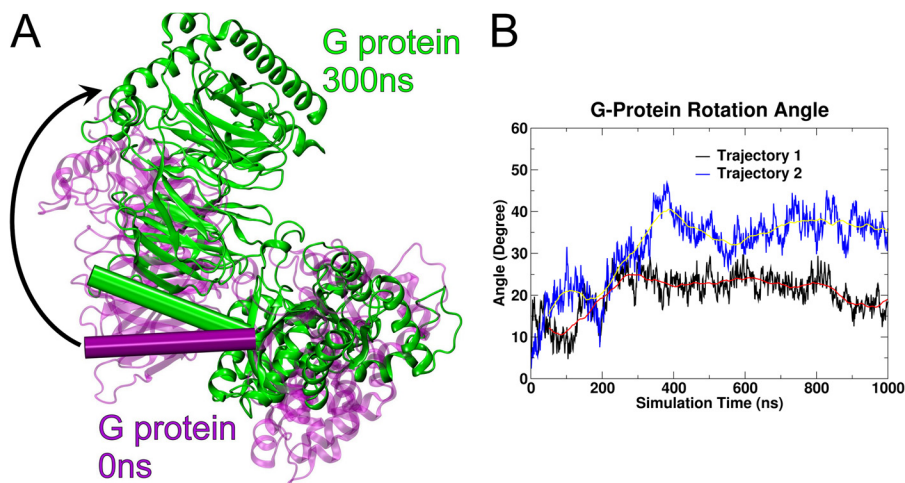 A
G protein
300ns
G protein
0ns
B
G-Protein Rotation Angle
Trajectory 1
Trajectory 2
Angle (Degree)
60
50
40
30
20
10
0
0 200 400 600 800 1000
Simulation Time (ns)